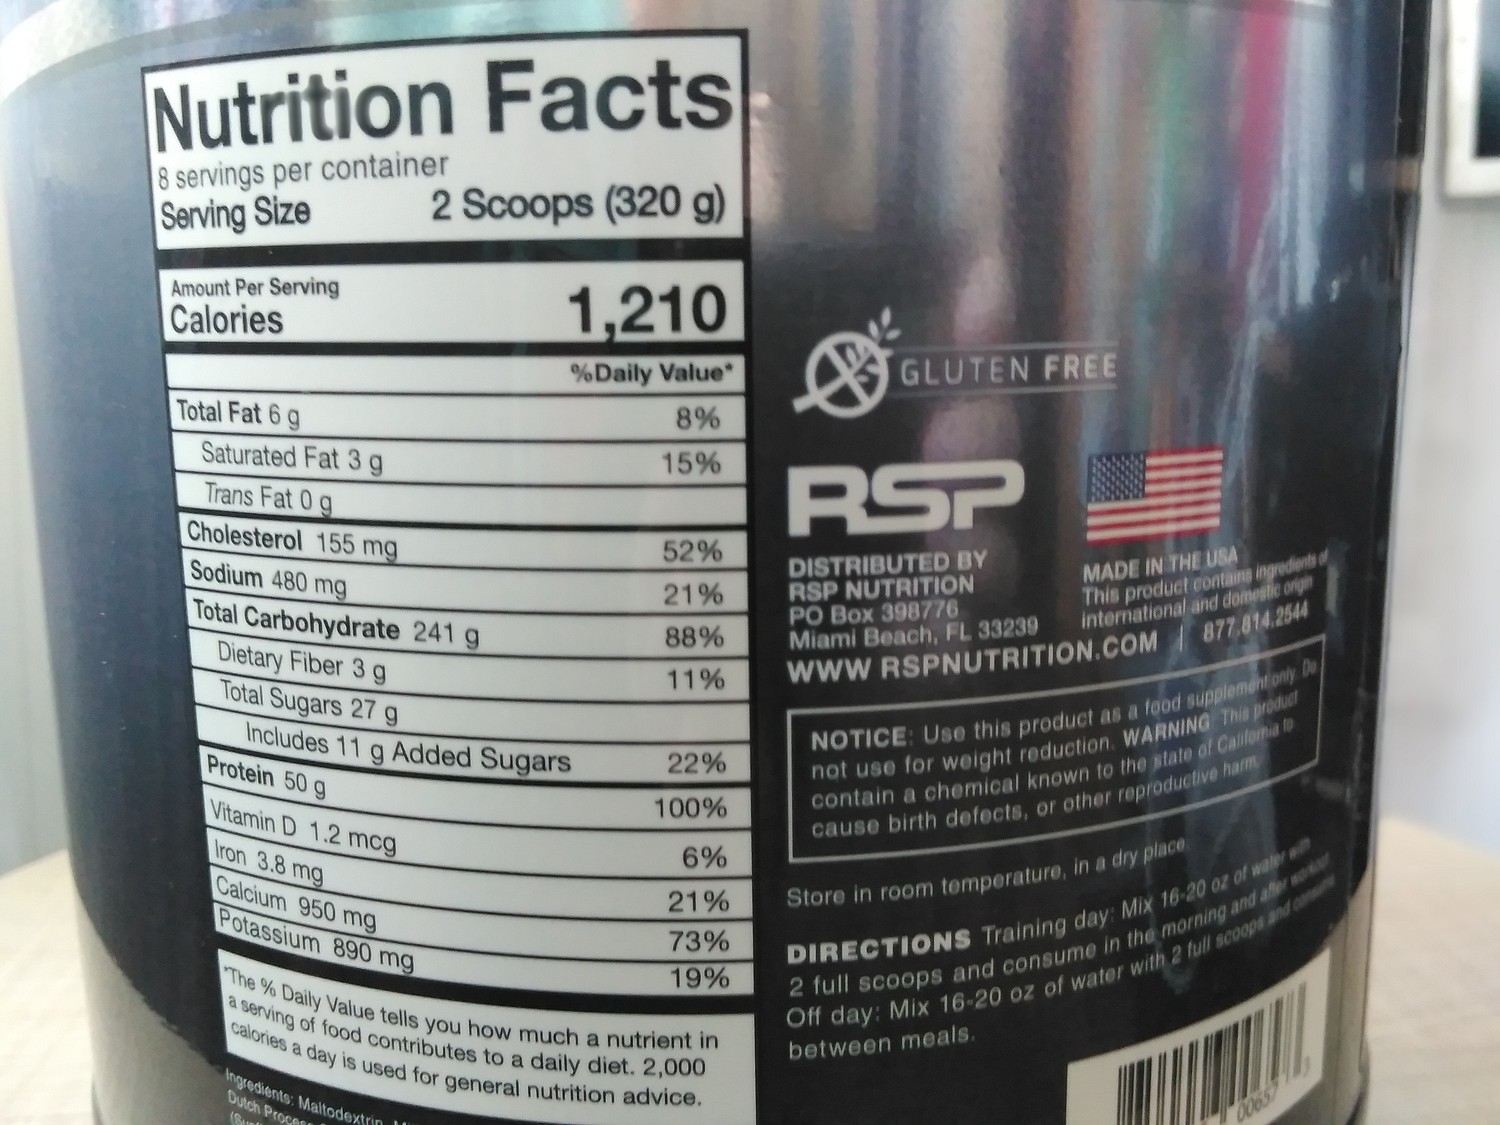 Nutrition Facts
8 servings per container
Serving Size 2 Scoops (320 g)
Amount Per Serving
Calories 1,210
%Daily Value*
Total Fat 6 g 8%
Saturated Fat 3 g 15%
Trans Fat 0 g
Cholesterol 155 mg 52%
Sodium 480 mg 21%
Total Carbohydrate 241 g 88%
Dietary Fiber 3 g 11%
Total Sugars 27 g
Includes 11 g Added Sugars 22%
Protein 50 g 100%
Vitamin D 1.2 mcg 6%
Iron 3.8 mg 21%
Calcium 950 mg 73%
Potassium 890 mg 19%
*The % Daily Value tells you how much a nutrient in
a serving of food contributes to a daily diet. 2,000
calories a day is used for general nutrition advice.
Ingredients: Maltodextrin,
Dutch
GLUTEN FREE
RSP
DISTRIBUTED BY
RSP NUTRITION
PO Box 398776
Miami Beach, FL 33239
MADE IN THE USA
This product contains ingredients of
international and domestic origin
WWW RSPNUTRITION.COM | 877.814.2544
NOTICE: Use this product as a food supplement only. Do
not use for weight reduction. WARNING This product
contain a chemical known to the state of California to
cause birth defects, or other reproductive harm.
Store in room temperature, in a dry place.
DIRECTIONS Training day: Mix 16-20 oz of water with
2 full scoops and consume in the morning and after workout
Off day: Mix 16-20 oz of water with 2 full scoops and consume
between meals.
00657
3